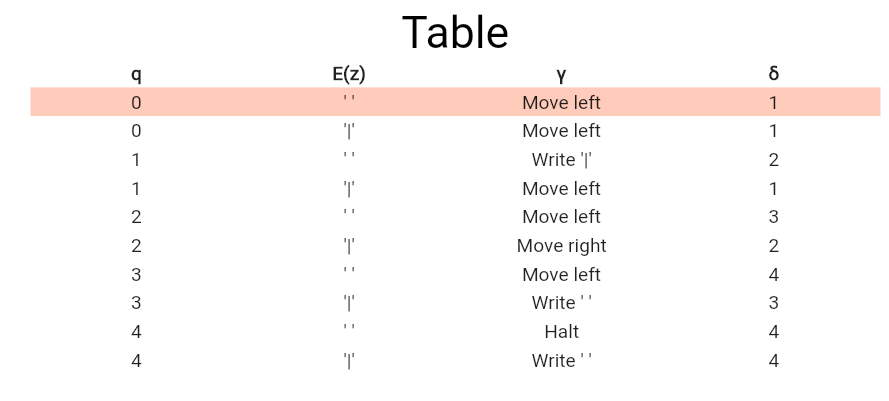 Table
q E(z) γ δ
0 ' ' Move left 1
0 '|' Move left 1
1 ' ' Write '|' 2
1 '|' Move left 1
2 ' ' Move left 3
2 '|' Move right 2
3 ' ' Move left 4
3 '|' Write ' ' 3
4 ' ' Halt 4
4 '|' Write ' ' 4